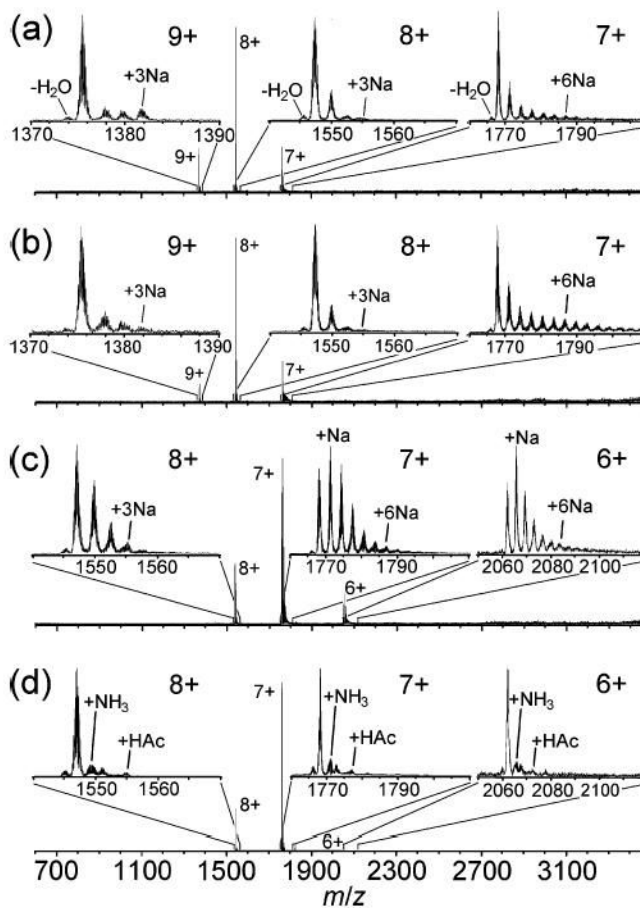 (a) 9+ 8+ 8+ 7+
-H₂O +3Na -H₂O +3Na -H₂O +6Na
1370 1380 1390 1550 1560 1770 1790
9+ 7+
(b) 9+ 8+ 8+ 7+
+3Na +3Na +6Na
1370 1380 1390 1550 1560 1770 1790
9+ 7+
(c) 8+ 7+ +Na 7+ +Na 6+
+3Na +6Na +6Na
1550 1560 1770 1790 2060 2080 2100
8+ 6+
(d) 8+ 7+ 7+ 6+
+NH₃ +NH₃ +NH₃
+HAc +HAc +HAc
1550 1560 1770 1790 2060 2080 2100
8+ 6+
700 1100 1500 1900 2300 2700 3100
m/z